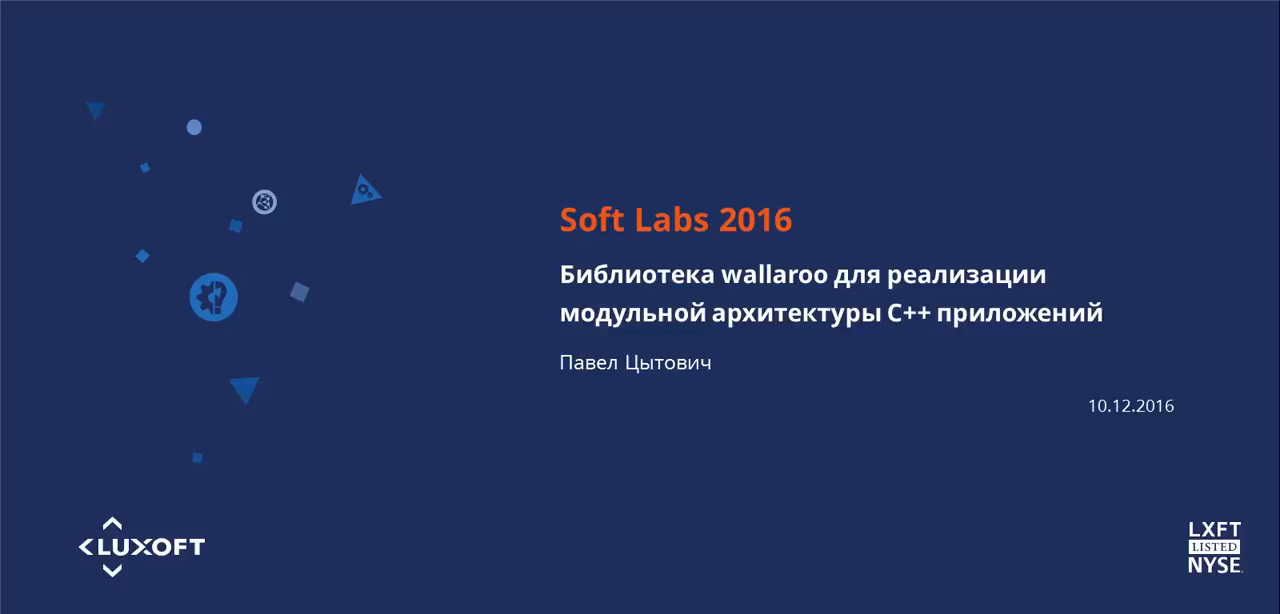 Soft Labs 2016
Библиотека wallaroo для реализации
модульной архитектуры C++ приложений
Павел Цытович
10.12.2016
LUXOFT
LXFT
LISTED
NYSE